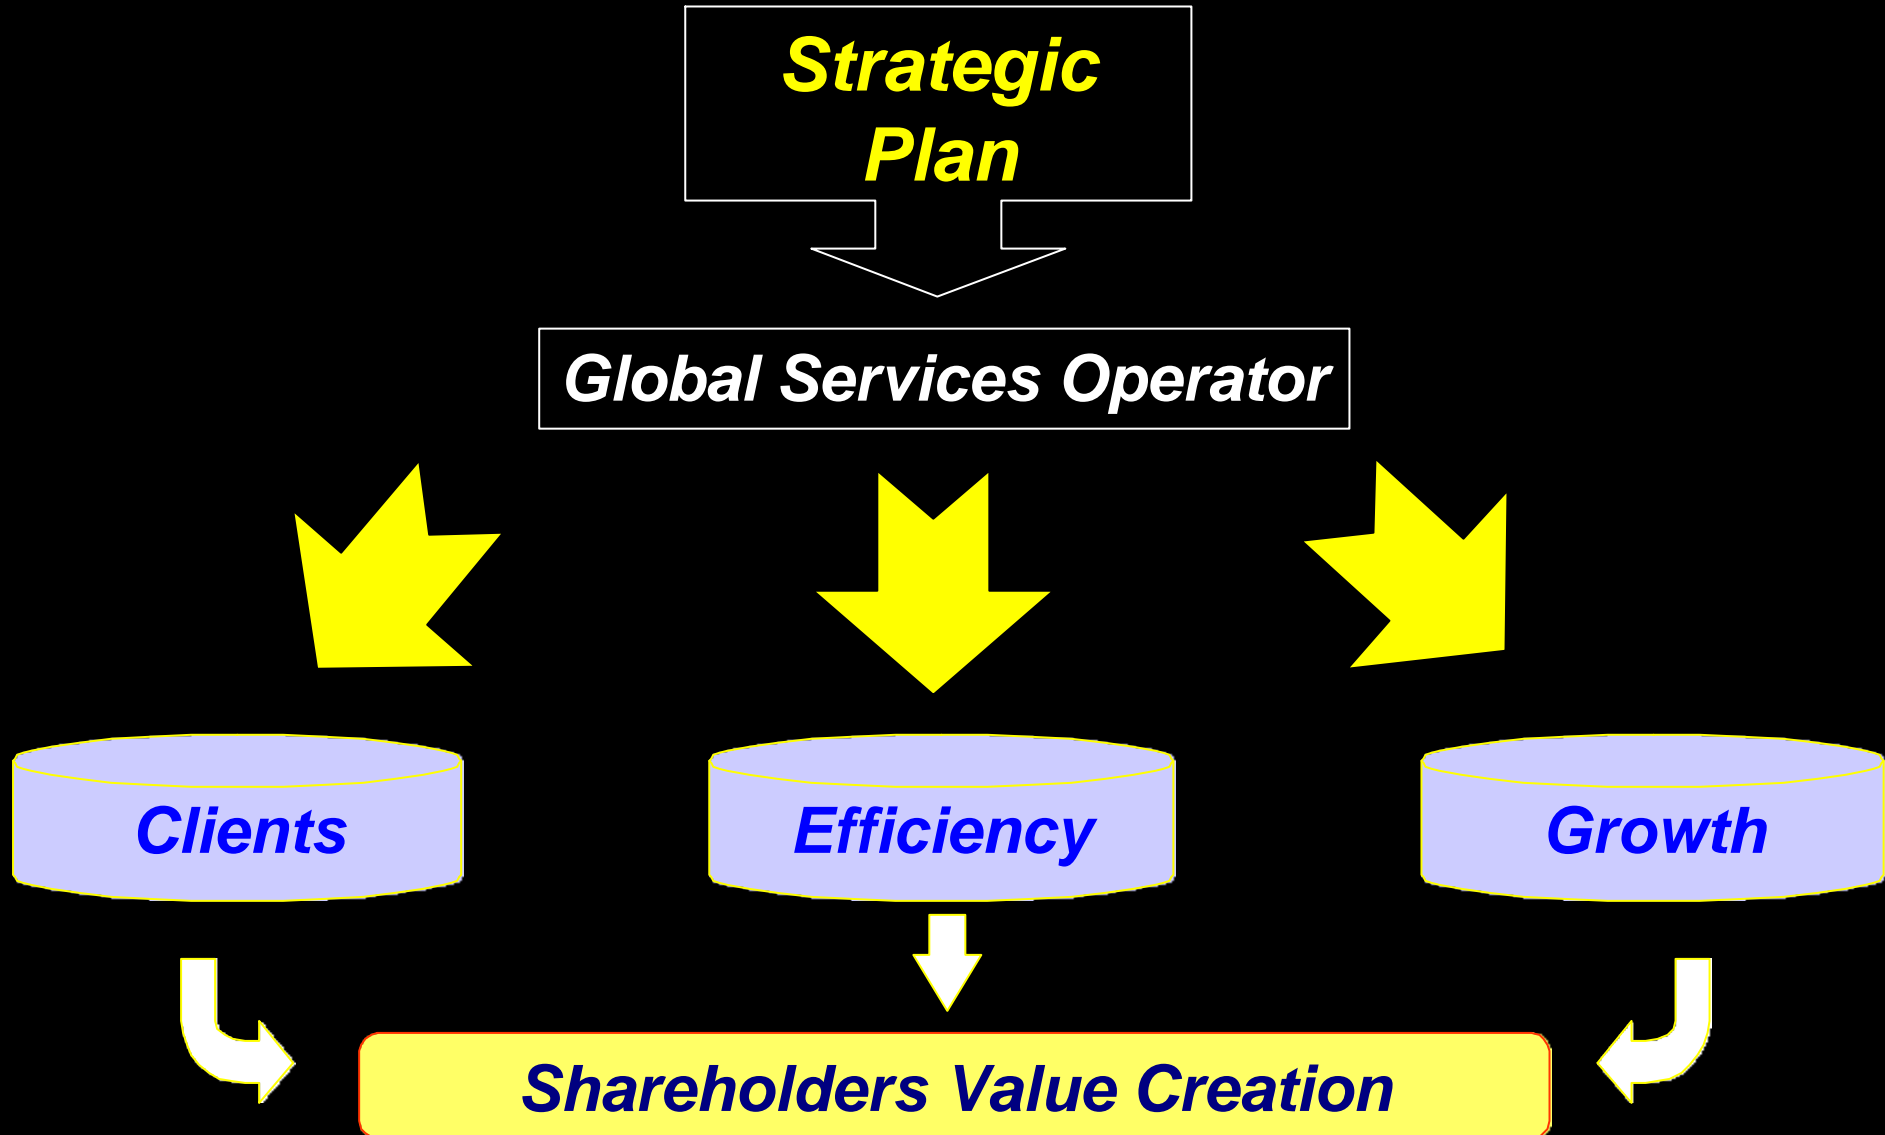 Strategic
Plan
Global Services Operator
Clients
Efficiency
Growth
Shareholders Value Creation